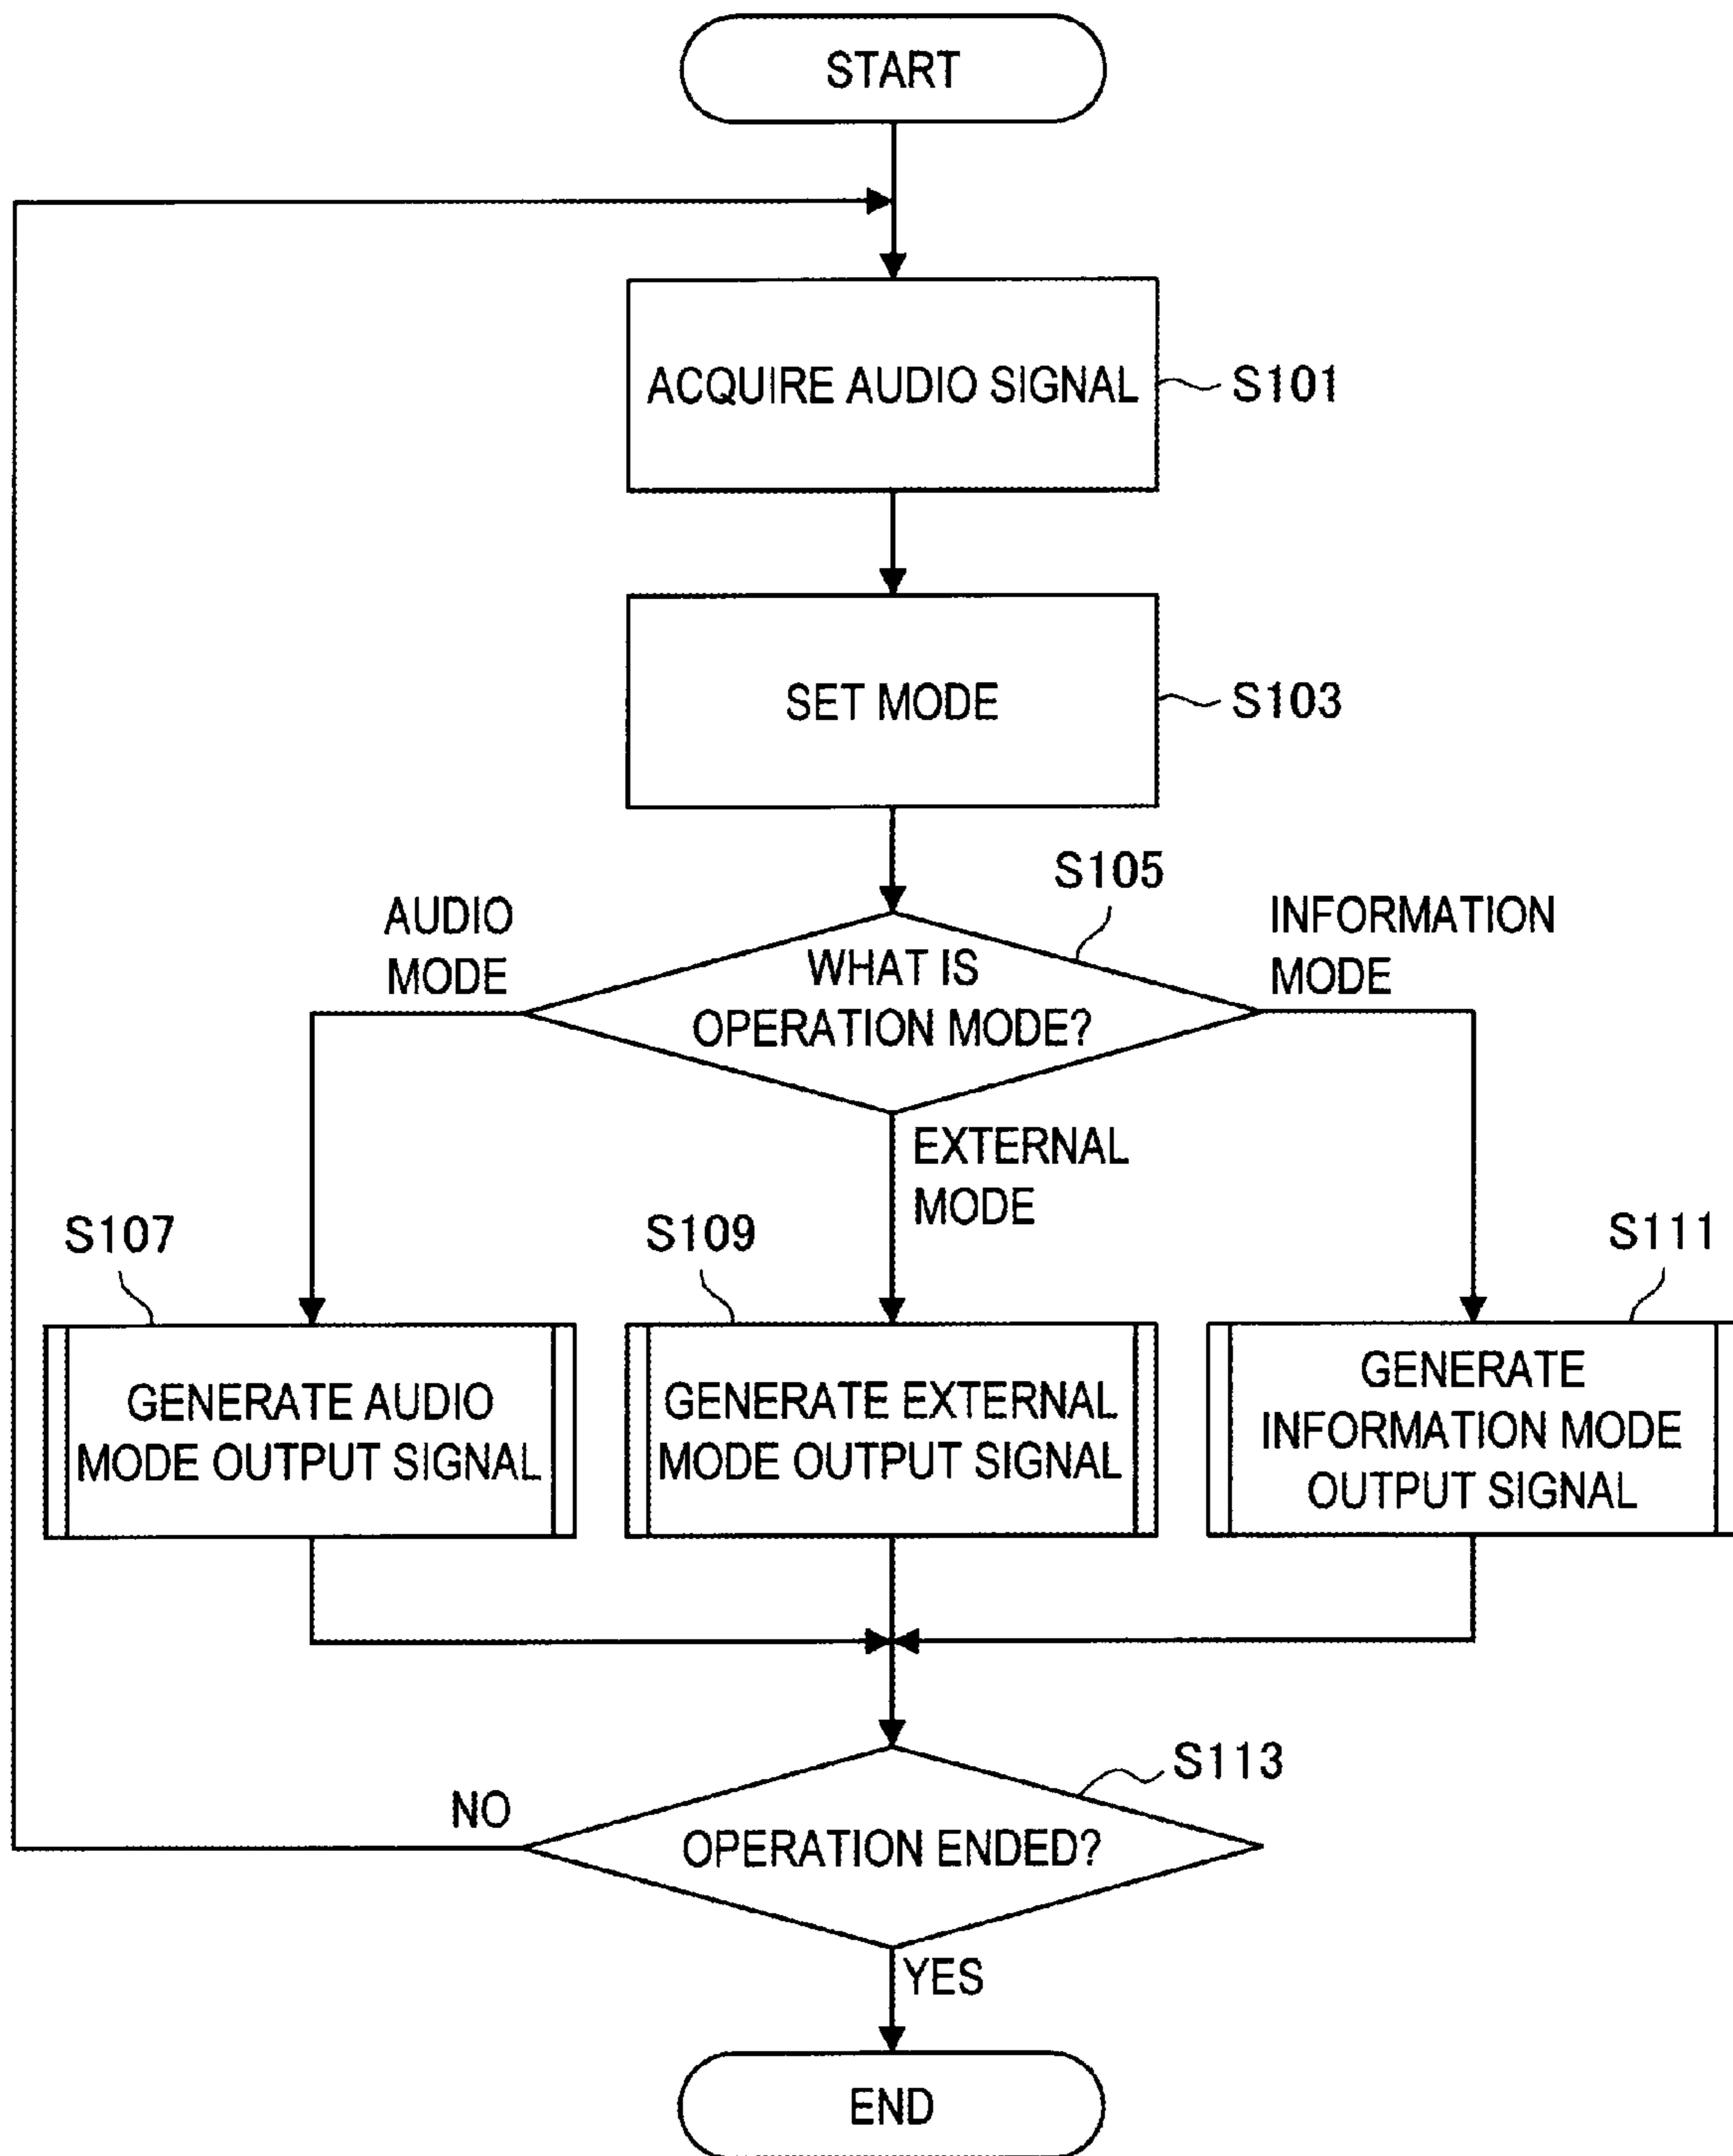 START
ACQUIRE AUDIO SIGNAL
S101
SET MODE
S103
S105
AUDIO
MODE
WHAT IS
OPERATION MODE?
INFORMATION
MODE
EXTERNAL
MODE
S107
GENERATE AUDIO
MODE OUTPUT SIGNAL
S109
GENERATE EXTERNAL
MODE OUTPUT SIGNAL
S111
GENERATE
INFORMATION MODE
OUTPUT SIGNAL
S113
NO
OPERATION ENDED?
YES
END